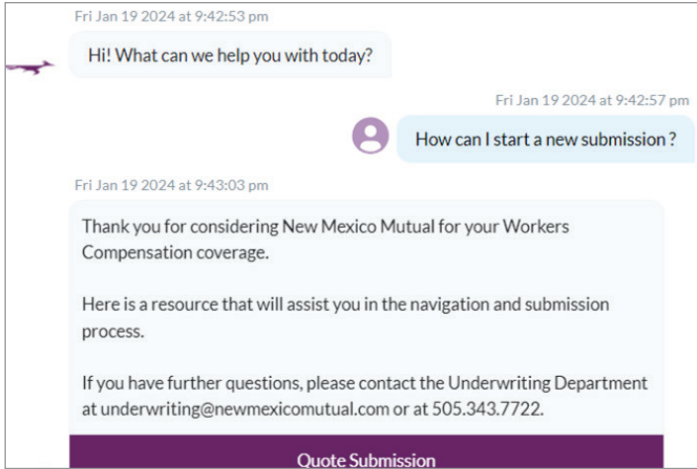 Fri Jan 19 2024 at 9:42:53 pm
Hi! What can we help you with today?
Fri Jan 19 2024 at 9:42:57 pm
How can I start a new submission ?
Fri Jan 19 2024 at 9:43:03 pm
Thank you for considering New Mexico Mutual for your Workers
Compensation coverage.
Here is a resource that will assist you in the navigation and submission
process.
If you have further questions, please contact the Underwriting Department
at underwriting@newmexicomutual.com or at 505.343.7722.
Quote Submission